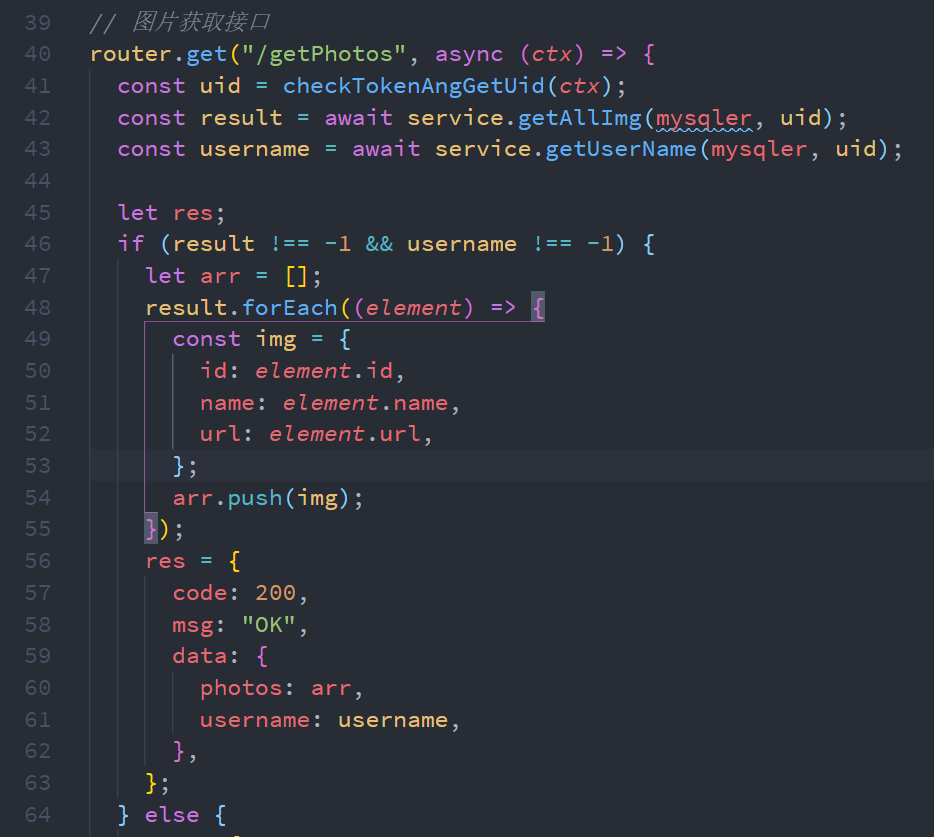 39 // 图片获取接口
40 router.get("/getPhotos", async (ctx) => {
41 const uid = checkTokenAngGetUid(ctx);
42 const result = await service.getAllImg(mysqler, uid);
43 const username = await service.getUserName(mysqler, uid);
44
45 let res;
46 if (result !== -1 && username !== -1) {
47 let arr = [];
48 result.forEach((element) => {
49 const img = {
50 id: element.id,
51 name: element.name,
52 url: element.url,
53 };
54 arr.push(img);
55 });
56 res = {
57 code: 200,
58 msg: "OK",
59 data: {
60 photos: arr,
61 username: username,
62 },
63 };
64 } else {